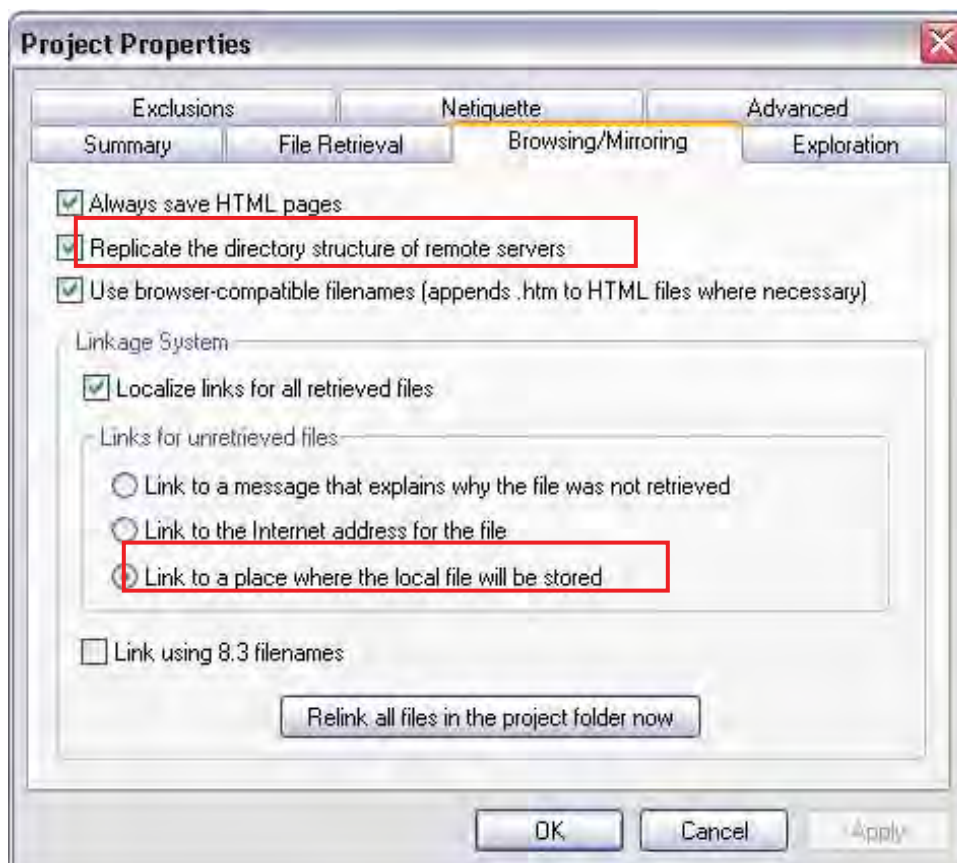 Project Properties
Exclusions Netiquette Advanced
Summary File Retrieval Browsing/Mirroring Exploration
Always save HTML pages
Replicate the directory structure of remote servers
Use browser-compatible filenames (appends .htm to HTML files where necessary)
Linkage System
Localize links for all retrieved files
Links for unretrieved files
Link to a message that explains why the file was not retrieved
Link to the Internet address for the file
Link to a place where the local file will be stored
Link using 8.3 filenames
Relink all files in the project folder now
OK Cancel Apply